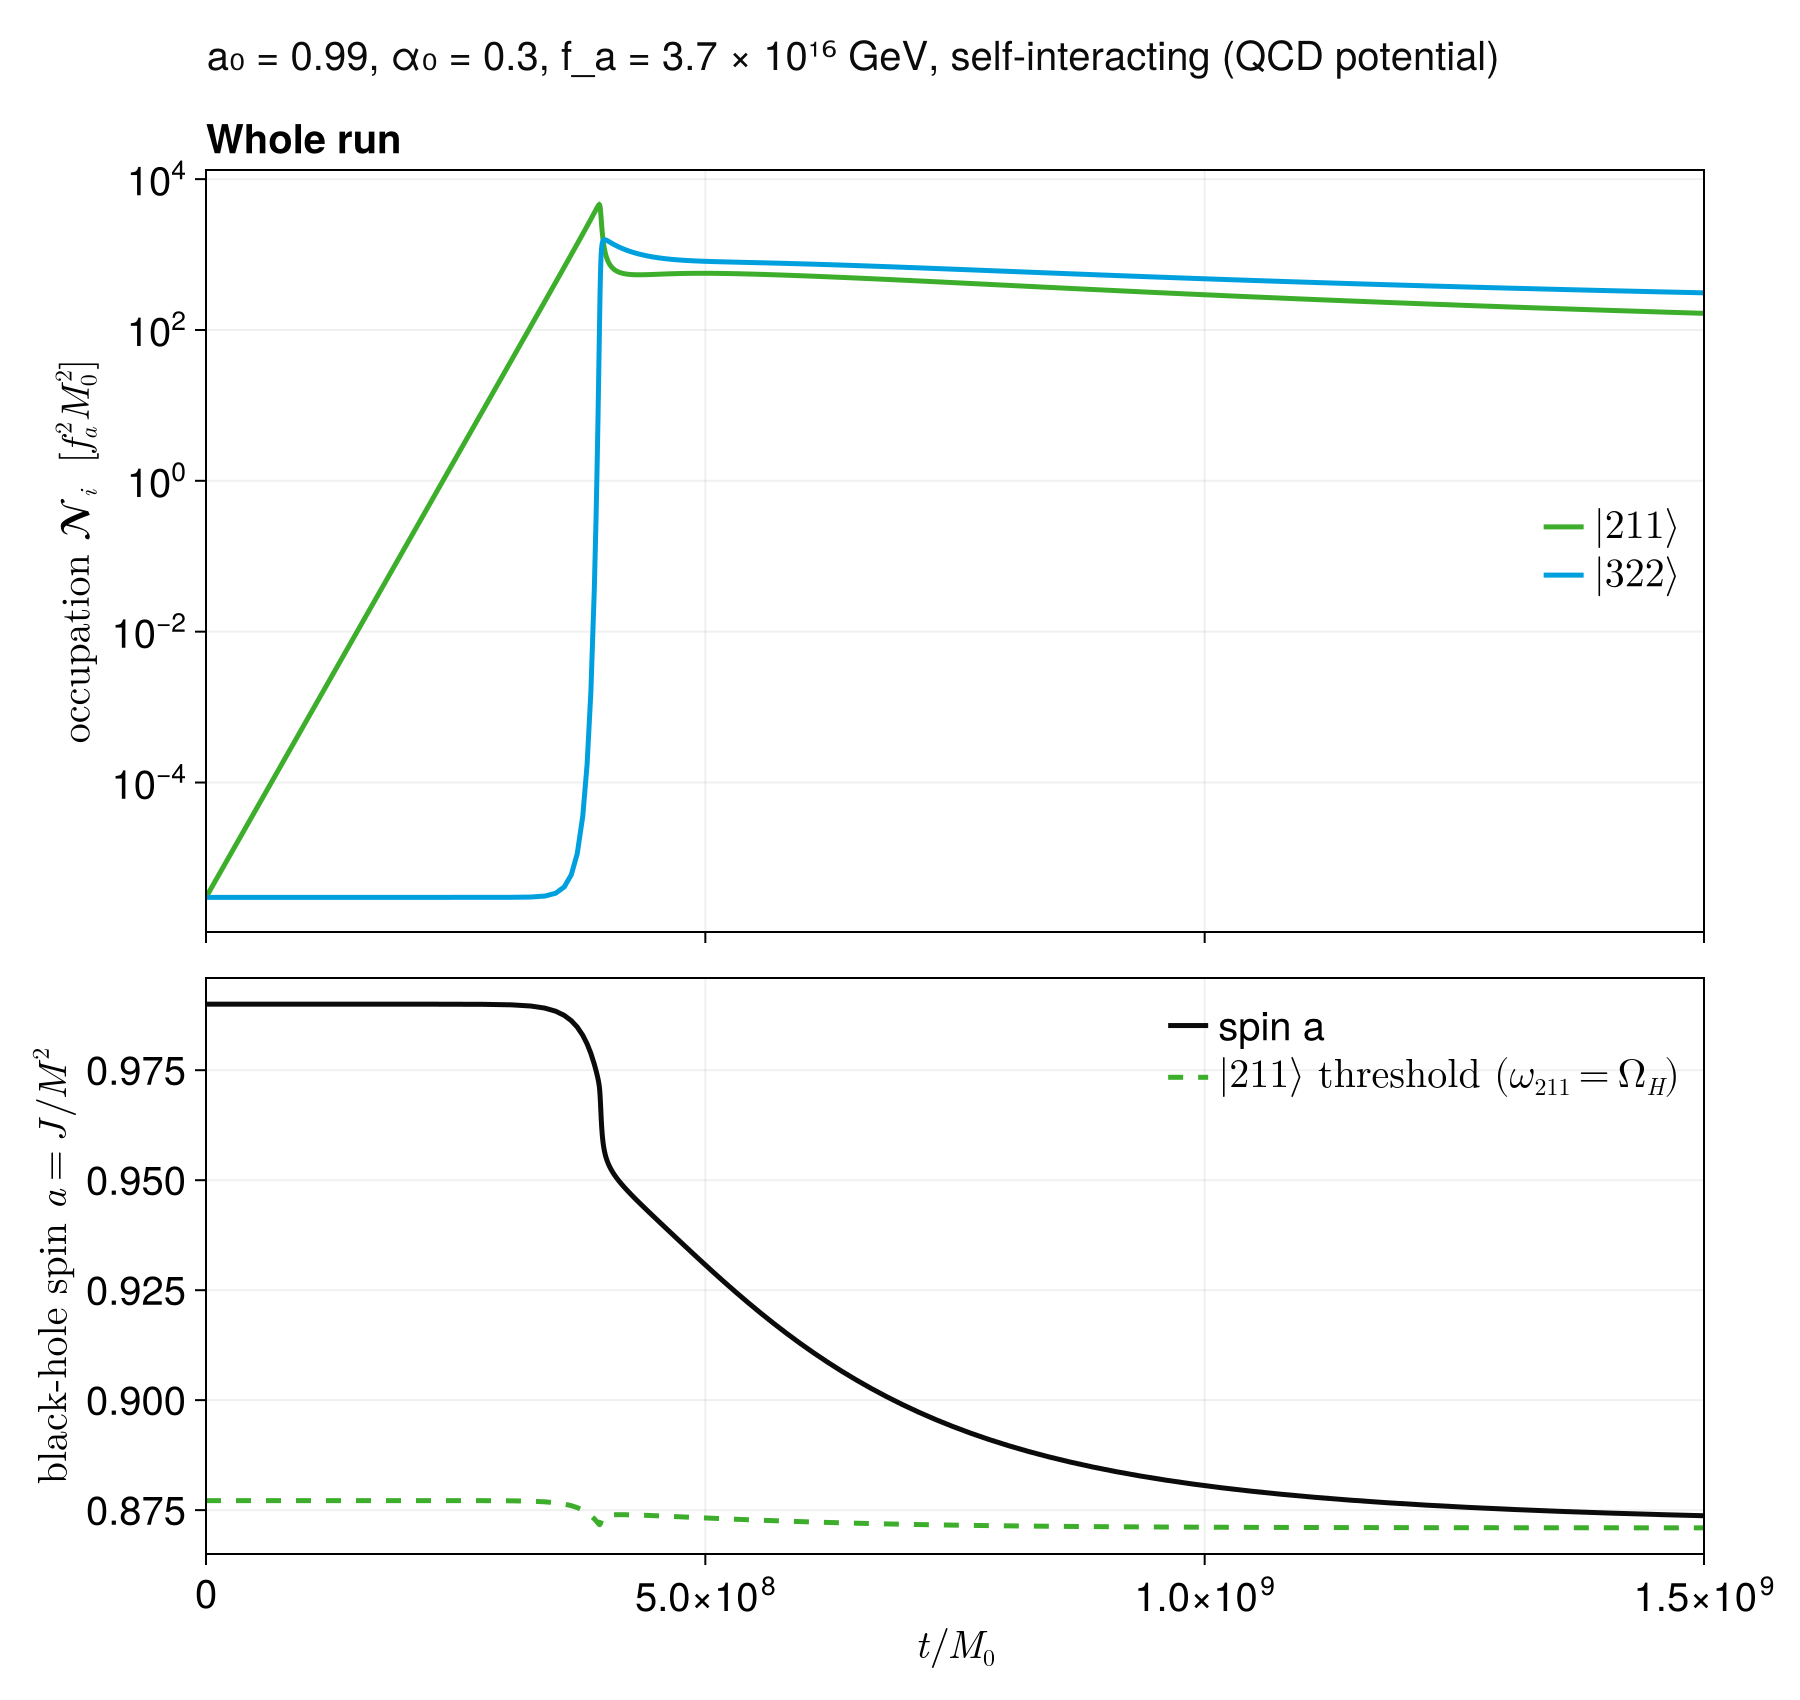 a₀ = 0.99, α₀ = 0.3, f_a = 3.7 × 10¹⁶ GeV, self-interacting (QCD potential)
Whole run
10⁴
10²
10⁰
10⁻²
10⁻⁴
occupation 𝓝ᵢ [f²ₐM²₀]
|211⟩
|322⟩
0.975
0.950
0.925
0.900
0.875
black-hole spin a = J/M²
spin a
|211⟩ threshold (ω₂₁₁ = Ω_H)
0
5.0×10⁸
1.0×10⁹
1.5×10⁹
t/M₀